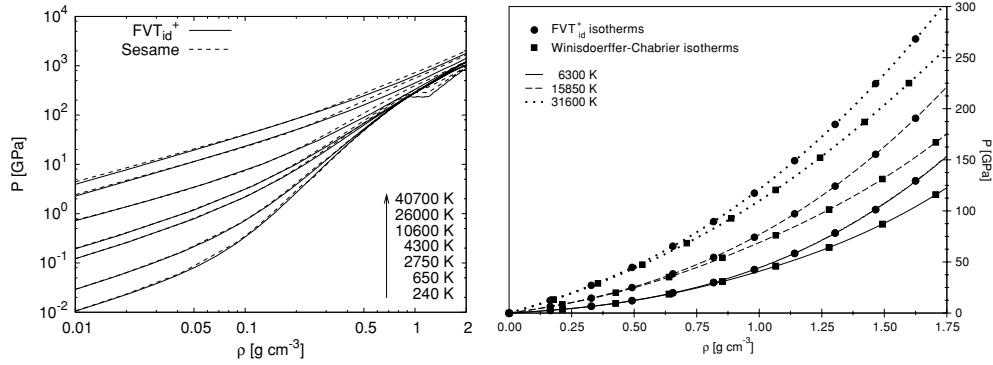 10^4
10^3
10^2
10^1
10^0
10^-1
10^-2
P [GPa]
FVT_id^+
Sesame
40700 K
26000 K
10600 K
4300 K
2750 K
650 K
240 K
0.01 0.05 0.1 0.5 1 2
ρ [g cm^-3]
FVT_id^+ isotherms
Winisdoerffer-Chabrier isotherms
6300 K
15850 K
31600 K
300
250
200
150
100
50
0
P [GPa]
0.00 0.25 0.50 0.75 1.00 1.25 1.50 1.75
ρ [g cm^-3]